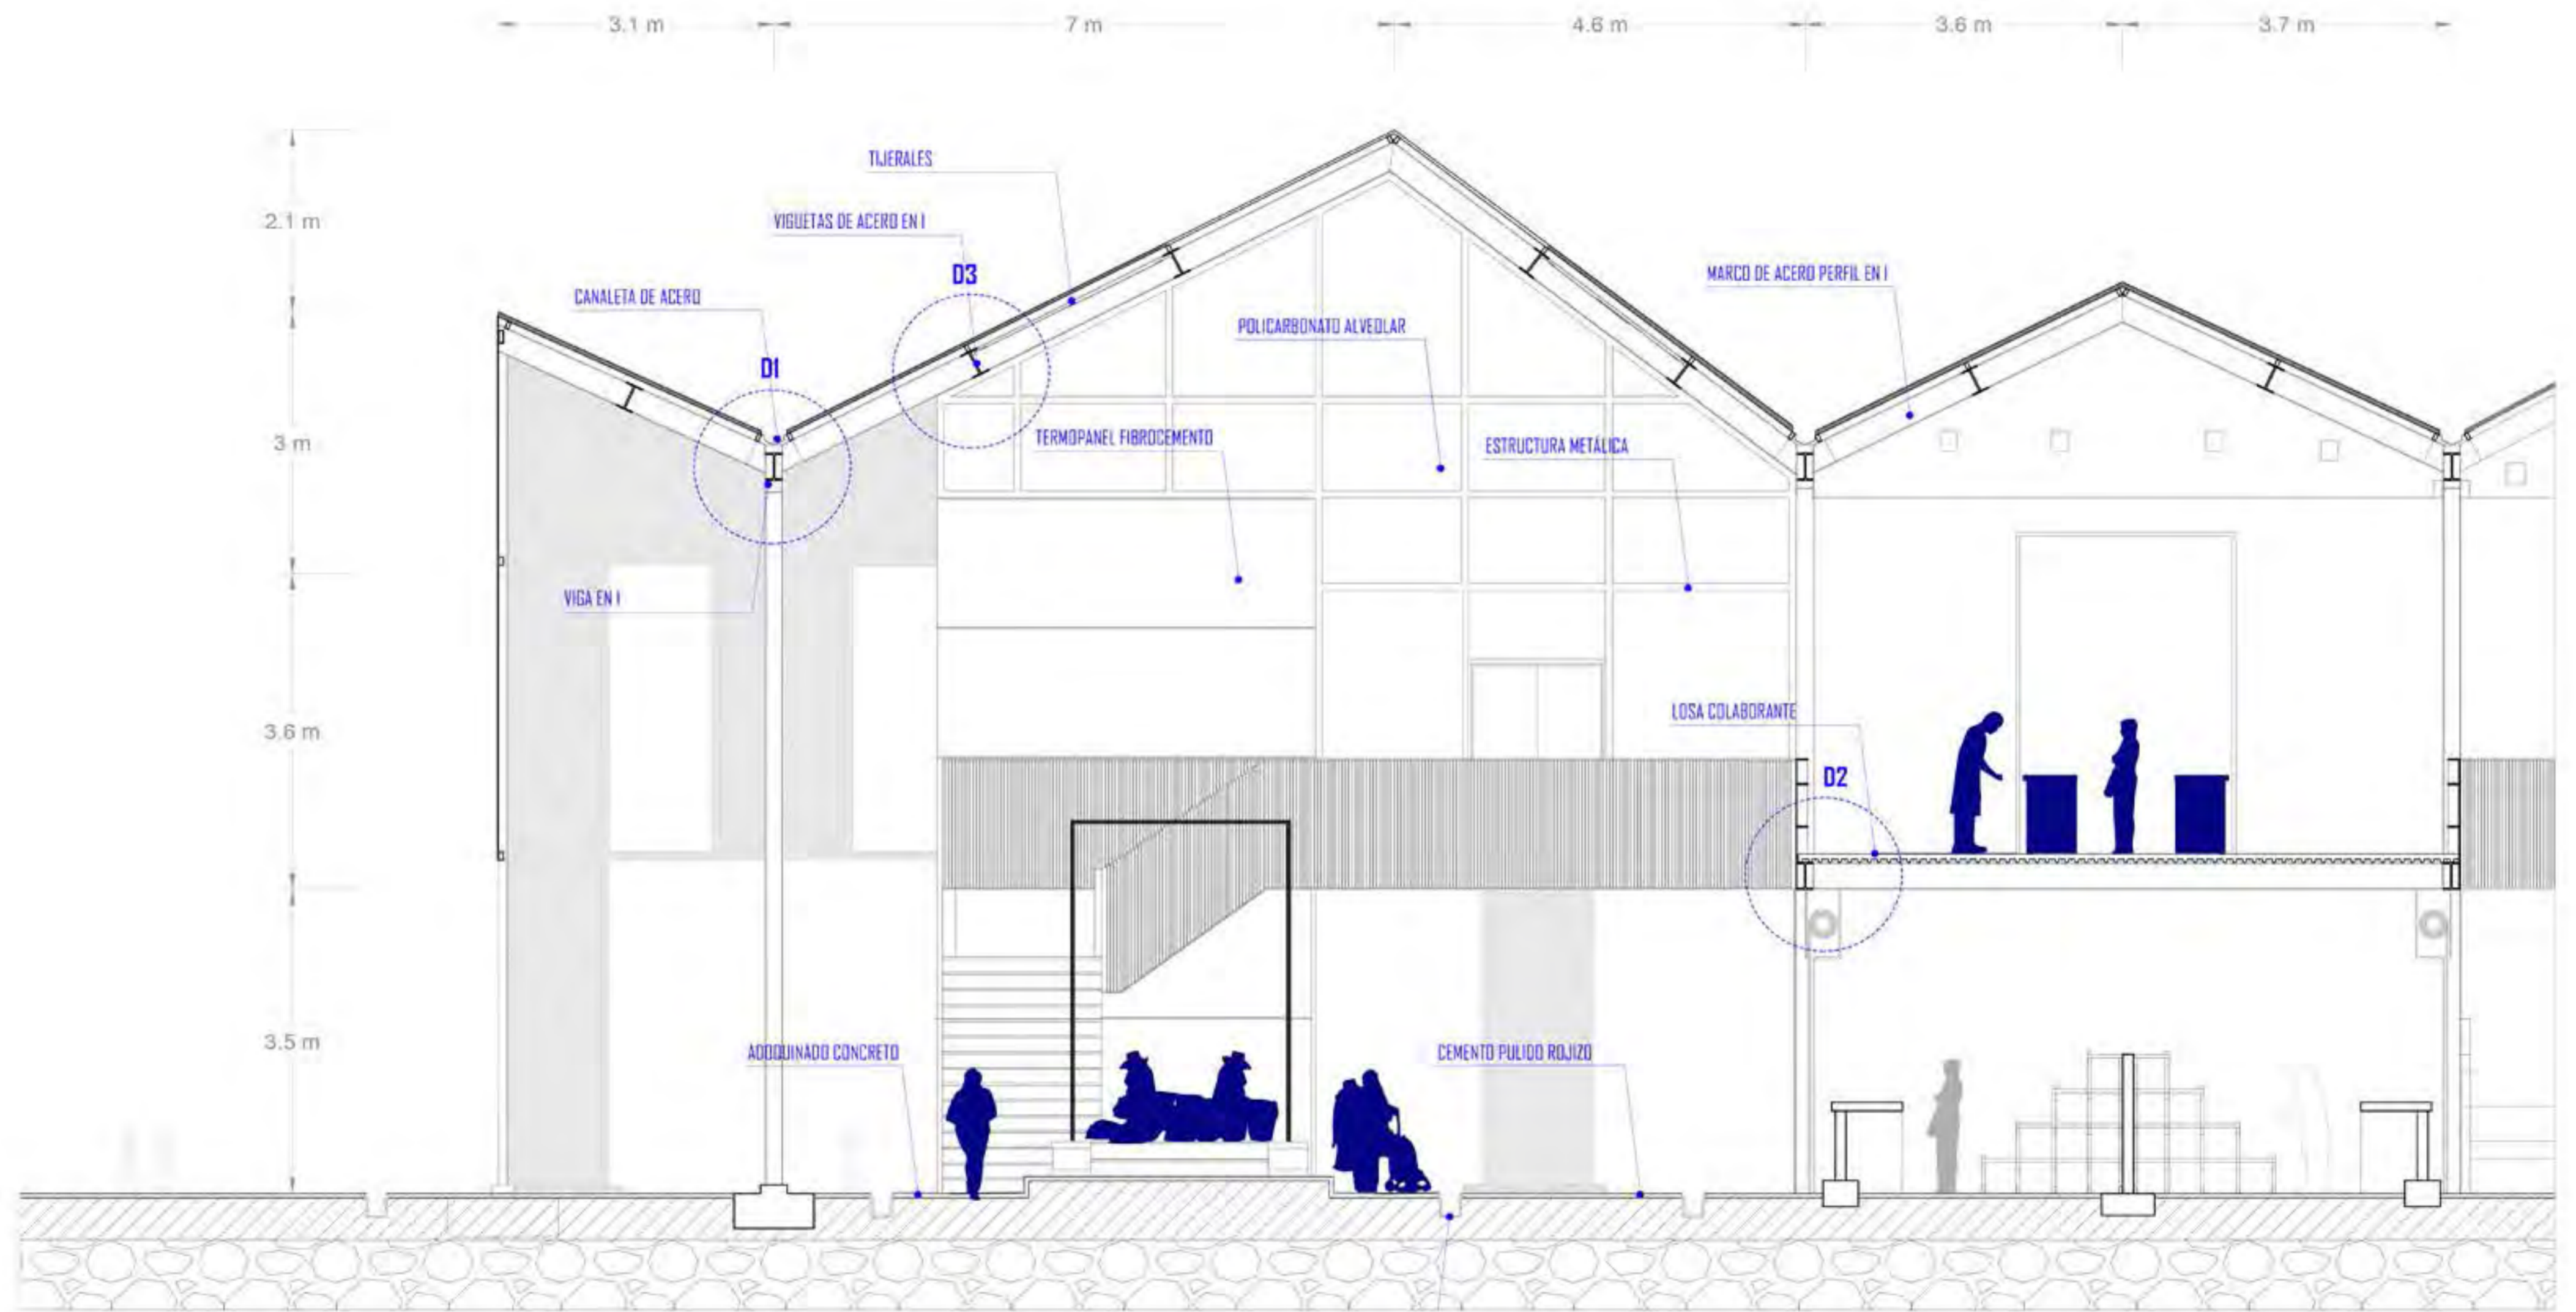 3.1 m
7 m
4.6 m
3.6 m
3.7 m
TIJERALES
2.1 m
VIGUETAS DE ACERO EN I
D3
MARCO DE ACERO PERFIL EN I
CANALETA DE ACERO
POLICARBONATO ALVEOLAR
D1
3 m
TERMOPANEL FIBROCEMENTO
ESTRUCTURA METÁLICA
VIGA EN I
LOSA COLABORANTE
3.6 m
D2
3.5 m
ADOQUINADO CONCRETO
CEMENTO PULIDO ROJIZO